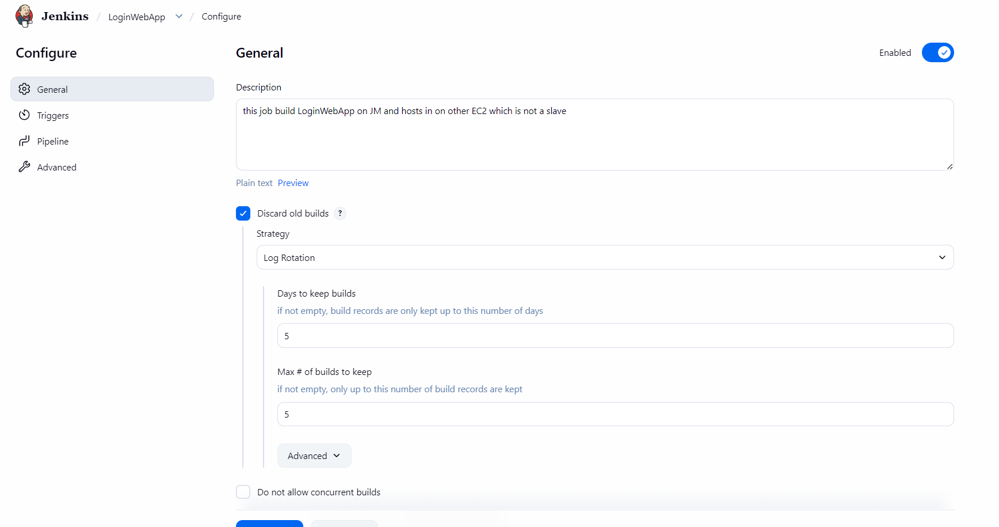 Jenkins / LoginWebApp / Configure
Configure
General
Triggers
Pipeline
Advanced
General
Enabled
Description
this job build LoginWebApp on JM and hosts in on other EC2 which is not a slave
Plain text Preview
Discard old builds ?
Strategy
Log Rotation
Days to keep builds
if not empty, build records are only kept up to this number of days
5
Max # of builds to keep
if not empty, only up to this number of build records are kept
5
Advanced
Do not allow concurrent builds